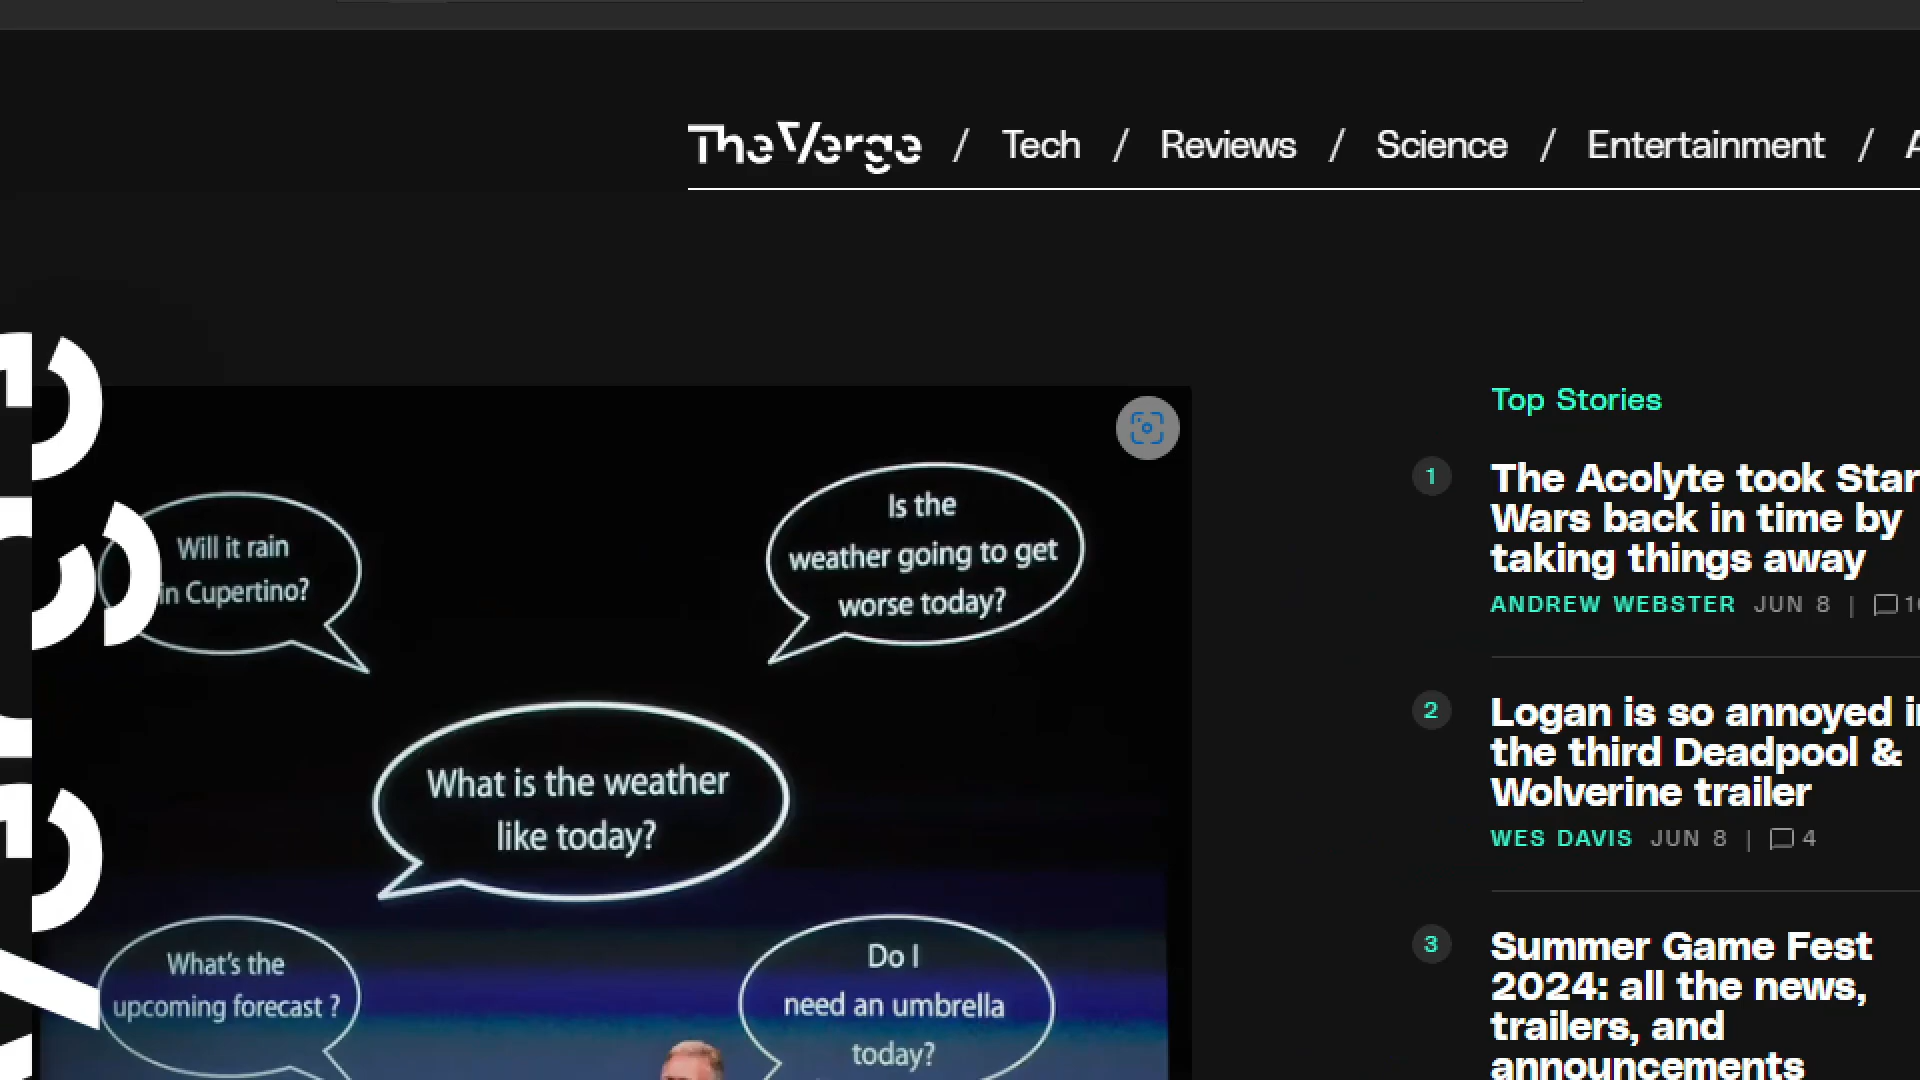 TheVerge / Tech / Reviews / Science / Entertainment /
Will it rain
in Cupertino?
Is the
weather going to get
worse today?
What is the weather
like today?
What's the
upcoming forecast ?
Do I
need an umbrella
today?
Top Stories
1
The Acolyte took Star
Wars back in time by
taking things away
ANDREW WEBSTER JUN 8 |
2
Logan is so annoyed in
the third Deadpool &
Wolverine trailer
WES DAVIS JUN 8 | 4
3
Summer Game Fest
2024: all the news,
trailers, and
announcements